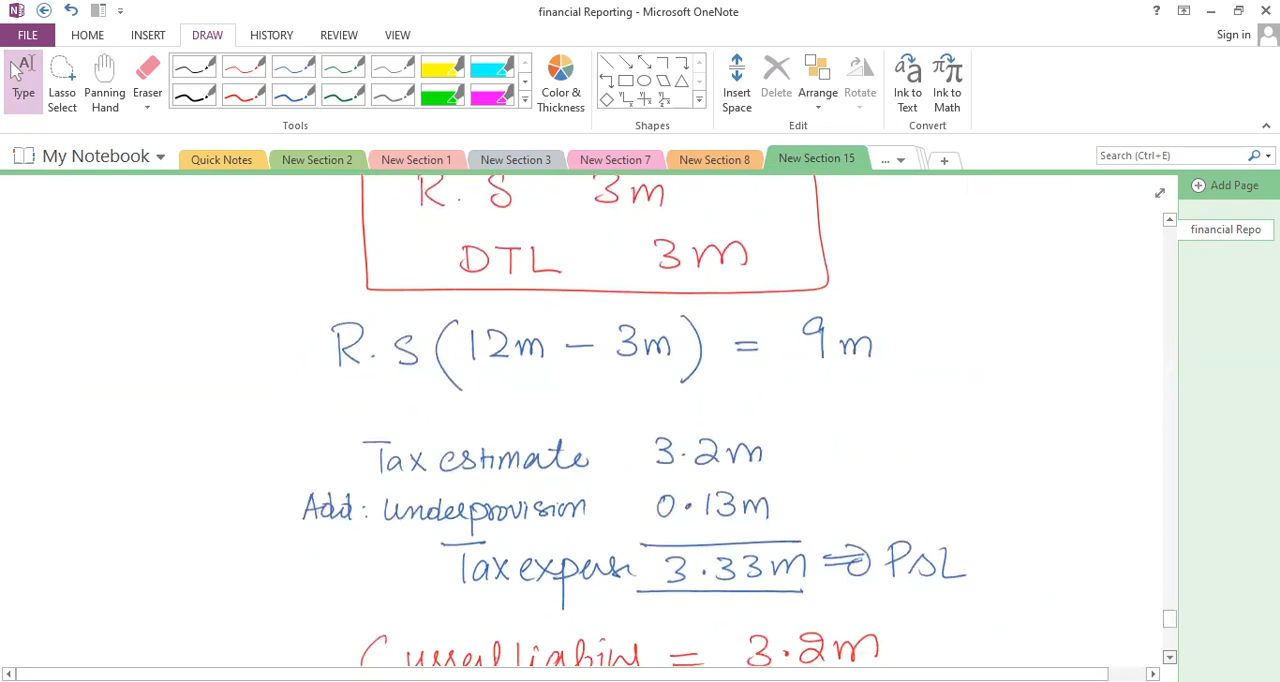 financial Reporting - Microsoft OneNote
?
FILE HOME INSERT DRAW HISTORY REVIEW VIEW
Sign in
Type
Lasso Select
Panning Hand
Eraser
Color & Thickness
Insert Space
Delete
Arrange
Rotate
Ink to Text
Ink to Math
Tools
Shapes
Edit
Convert
My Notebook
Quick Notes New Section 2 New Section 1 New Section 3 New Section 7 New Section 8 New Section 15 ...
Search (Ctrl+E)
Add Page
financial Repo
R. S 3m
DTL 3m
R. S (12m - 3m) = 9m
Tax estimate 3.2m
Add: Underprovision 0.13m
Tax expense 3.33m ⇒ P&L
= 3.2m